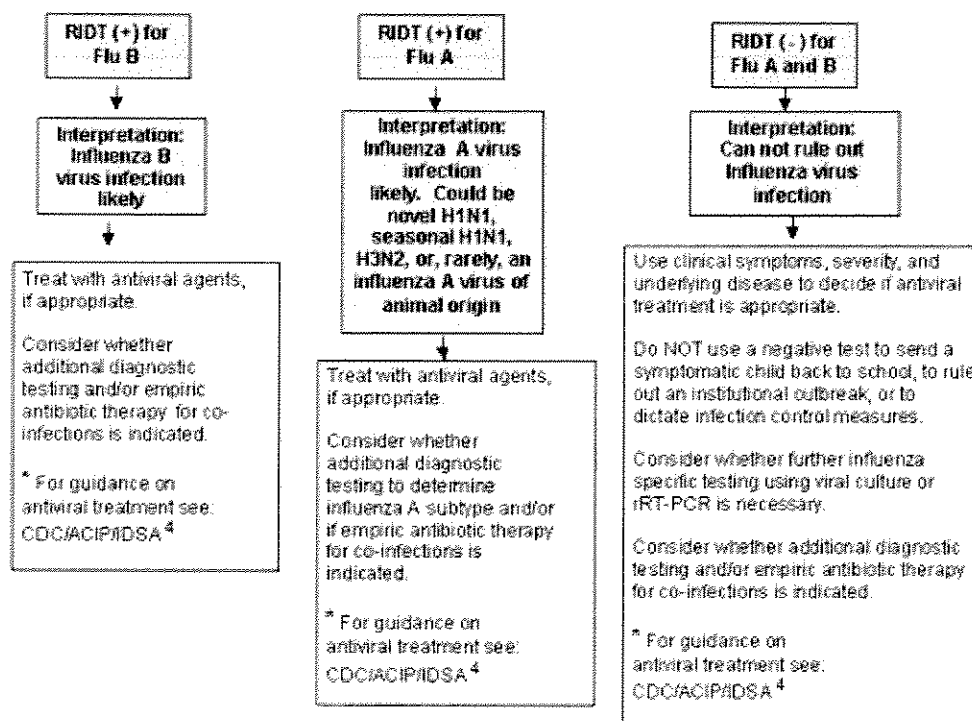 RIDT (+) for
Flu B
Interpretation:
Influenza B
virus infection
likely
Treat with antiviral agents,
if appropriate.
Consider whether
additional diagnostic
testing and/or empiric
antibiotic therapy for co-
infections is indicated.
* For guidance on
antiviral treatment see:
CDC/ACIP/IDSA 4
RIDT (+) for
Flu A
Interpretation:
Influenza A virus
infection
likely. Could be
novel H1N1,
seasonal H1N1,
H3N2, or, rarely, an
influenza A virus of
animal origin
Treat with antiviral agents,
if appropriate.
Consider whether
additional diagnostic
testing to determine
influenza A subtype and/or
if empiric antibiotic therapy
for co-infections is
indicated.
* For guidance on
antiviral treatment see:
CDC/ACIP/IDSA 4
RIDT (-) for
Flu A and B
Interpretation:
Can not rule out
Influenza virus
infection
Use clinical symptoms, severity, and
underlying disease to decide if antiviral
treatment is appropriate.
Do NOT use a negative test to send a
symptomatic child back to school, to rule
out an institutional outbreak, or to
dictate infection control measures.
Consider whether further influenza
specific testing using viral culture or
rRT-PCR is necessary.
Consider whether additional diagnostic
testing and/or empiric antibiotic therapy
for co-infections is indicated.
* For guidance on
antiviral treatment see:
CDC/ACIP/IDSA 4